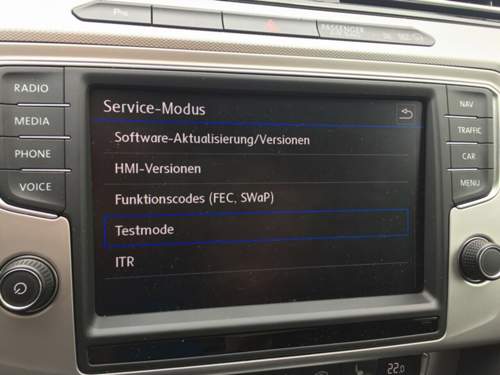 PASSENGER
RADIO
MEDIA
PHONE
VOICE
Service-Modus
Software-Aktualisierung/Versionen
HMI-Versionen
Funktionscodes (FEC, SWaP)
Testmode
ITR
NAV
TRAFFIC
CAR
MENU
22.0